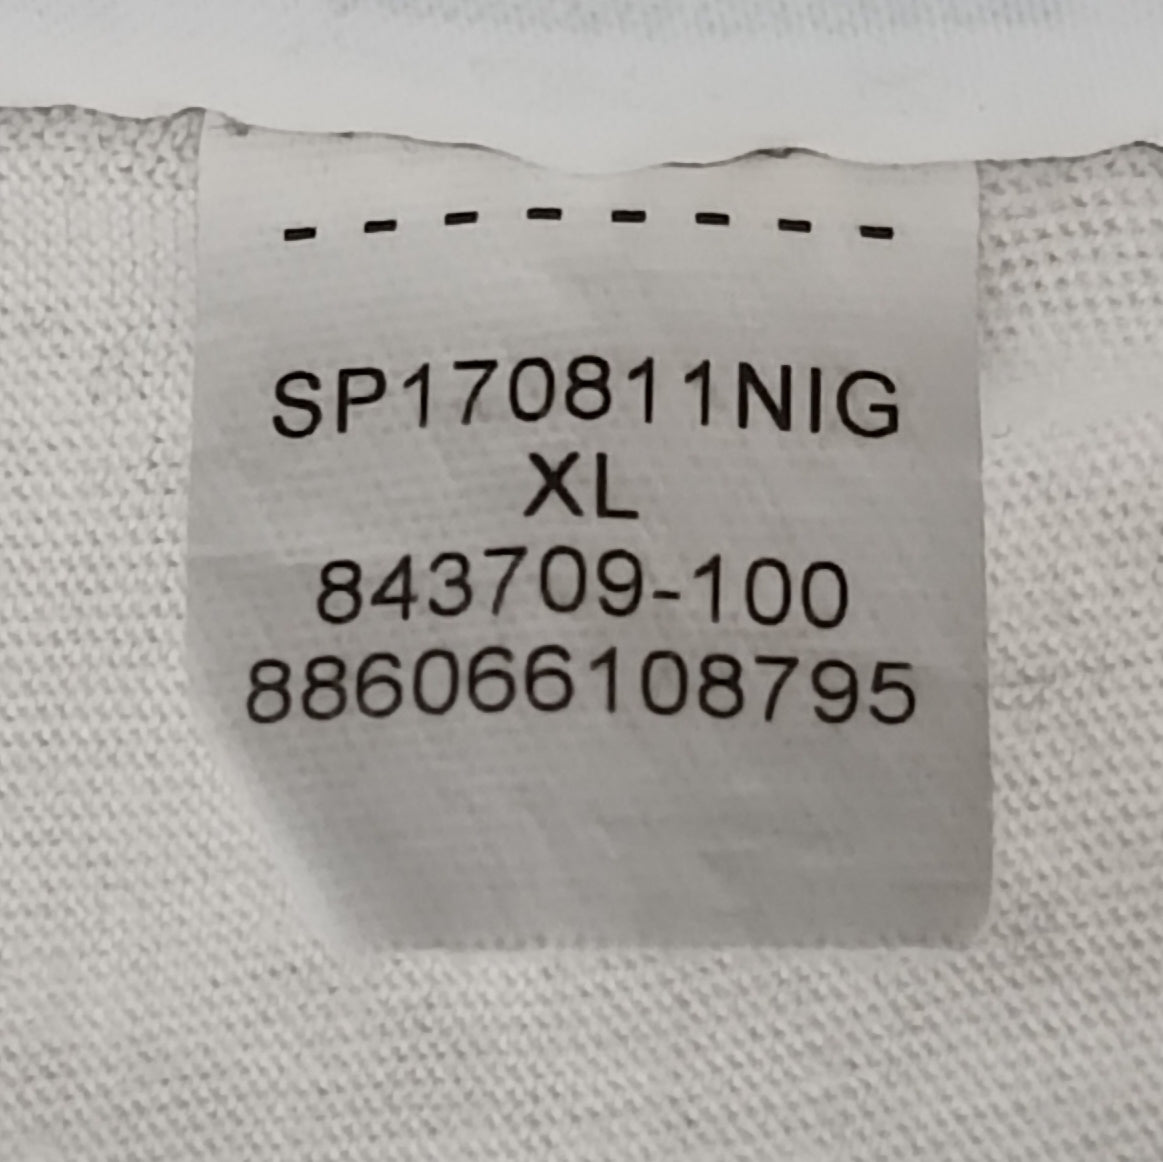 - - - - - - - -
SP170811NIG
XL
843709-100
886066108795